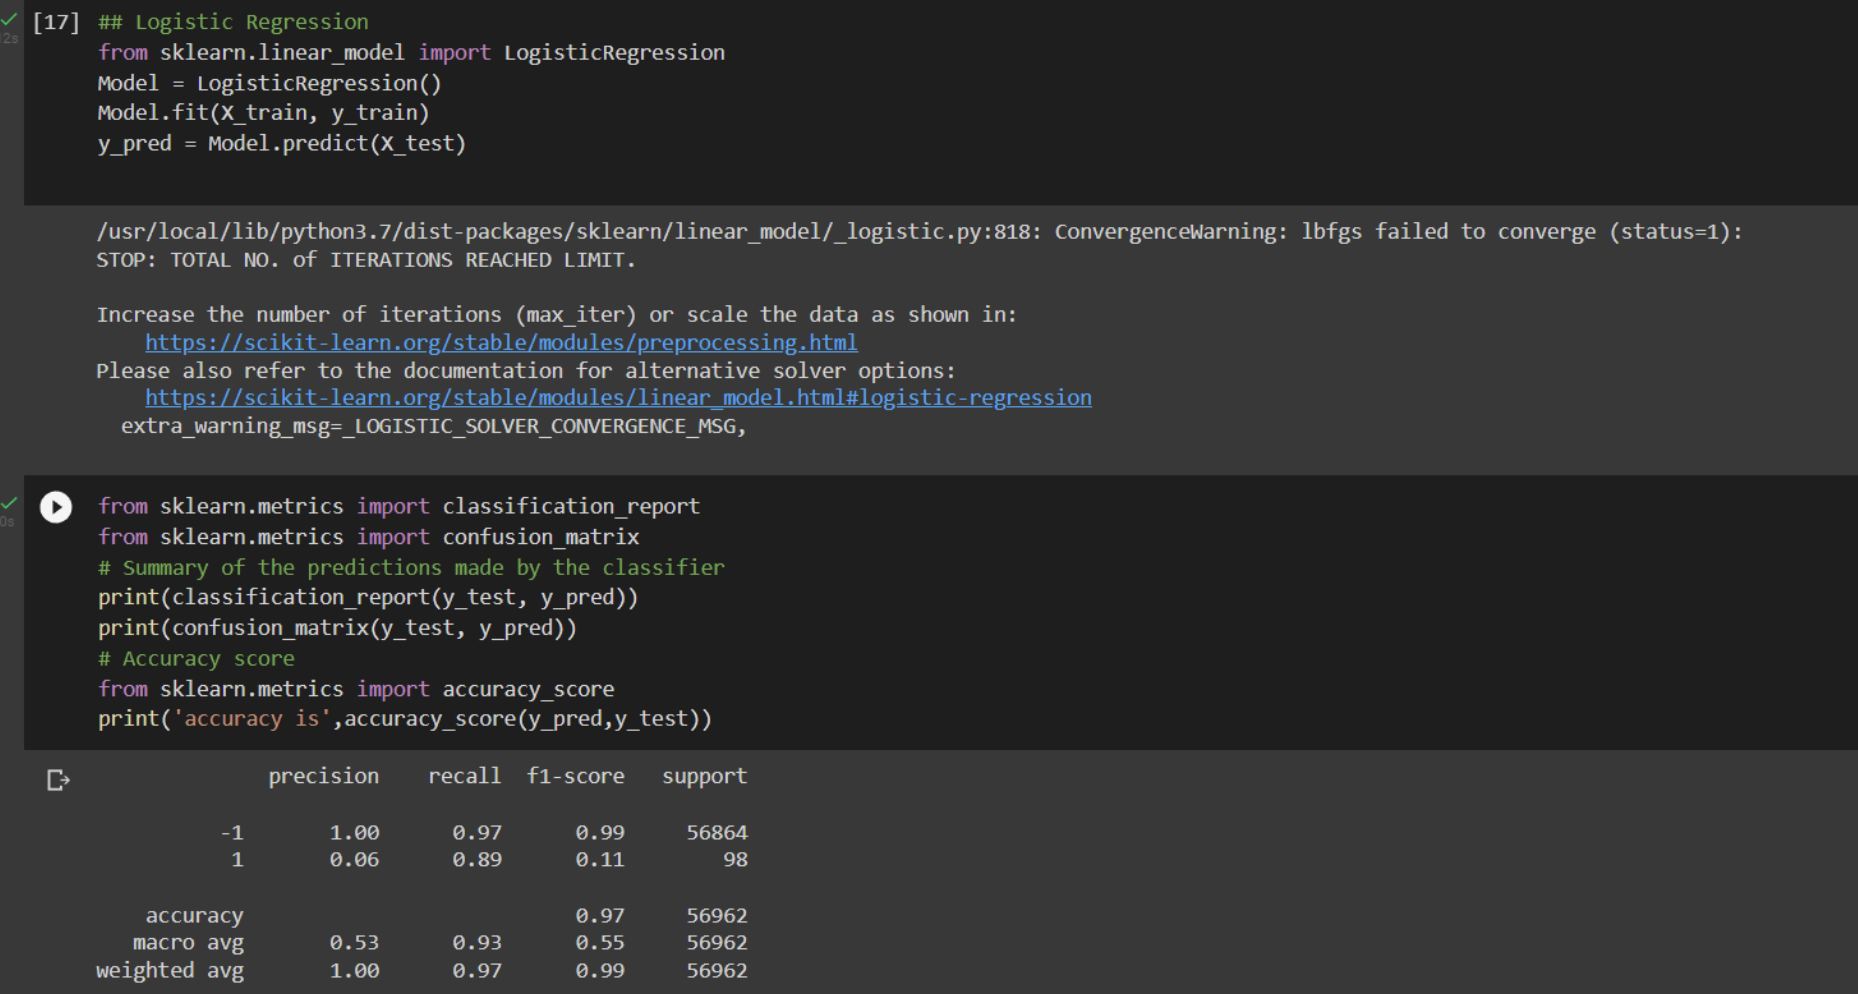 [17] ## Logistic Regression
12s
from sklearn.linear_model import LogisticRegression
Model = LogisticRegression()
Model.fit(X_train, y_train)
y_pred = Model.predict(X_test)
/usr/local/lib/python3.7/dist-packages/sklearn/linear_model/_logistic.py:818: ConvergenceWarning: lbfgs failed to converge (status=1):
STOP: TOTAL NO. of ITERATIONS REACHED LIMIT.
Increase the number of iterations (max_iter) or scale the data as shown in:
https://scikit-learn.org/stable/modules/preprocessing.html
Please also refer to the documentation for alternative solver options:
https://scikit-learn.org/stable/modules/linear_model.html#logistic-regression
extra_warning_msg=_LOGISTIC_SOLVER_CONVERGENCE_MSG,
from sklearn.metrics import classification_report
0s
from sklearn.metrics import confusion_matrix
# Summary of the predictions made by the classifier
print(classification_report(y_test, y_pred))
print(confusion_matrix(y_test, y_pred))
# Accuracy score
from sklearn.metrics import accuracy_score
print('accuracy is',accuracy_score(y_pred,y_test))
precision recall f1-score support
-1 1.00 0.97 0.99 56864
1 0.06 0.89 0.11 98
accuracy 0.97 56962
macro avg 0.53 0.93 0.55 56962
weighted avg 1.00 0.97 0.99 56962